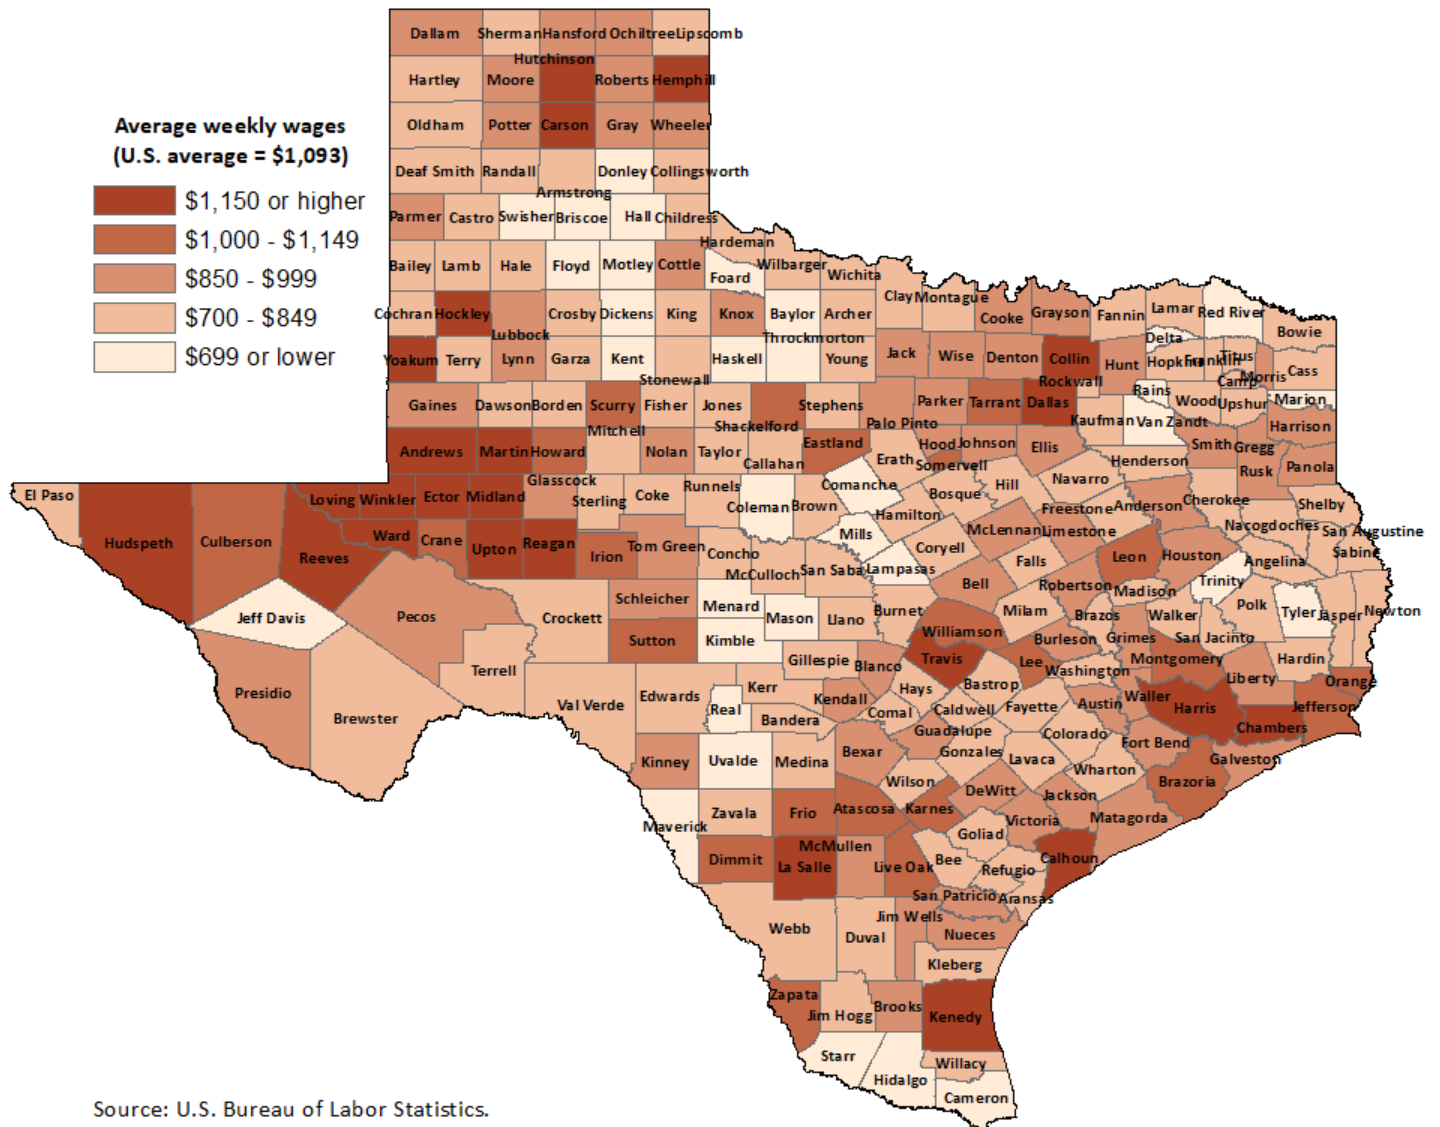 Average weekly wages
(U.S. average = $1,093)
$1,150 or higher
$1,000 - $1,149
$850 - $999
$700 - $849
$699 or lower
Dallam Sherman Hansford Ochiltree Lipscomb
Hutchinson
Hartley Moore Roberts Hemphill
Oldham Potter Carson Gray Wheeler
Deaf Smith Randall Donley Collingsworth
Armstrong
Parmer Castro Swisher Briscoe Hall Childress
Hardeman
Bailey Lamb Hale Floyd Motley Cottle Foard Wilbarger Wichita
Clay Montague
Cochran Hockley Crosby Dickens King Knox Baylor Archer Cooke Grayson Fannin Lamar Red River Bowie
Lubbock Throckmorton Delta
Yoakum Terry Lynn Garza Kent Haskell Young Jack Wise Denton Collin Hunt Hopkins Franklin Titus Morris Cass
Stonewall Rockwall Camp
Gaines Dawson Borden Scurry Fisher Jones Stephens Parker Tarrant Dallas Rains Wood Upshur Marion
Mitchell Shackelford Palo Pinto Kaufman Van Zandt Harrison
Andrews Martin Howard Nolan Taylor Callahan Eastland Erath Hood Johnson Ellis Henderson Smith Gregg
Somervell Rusk Panola
El Paso Loving Winkler Ector Midland Glasscock Sterling Coke Runnels Coleman Brown Comanche Bosque Hill Navarro Cherokee Shelby
Hamilton Freestone Anderson Nacogdoches San Augustine
Hudspeth Culberson Reeves Ward Crane Upton Reagan Irion Tom Green Concho Mills Coryell McLennan Limestone Leon Houston Angelina Sabine
McCulloch San Saba Lampasas Falls
Jeff Davis Pecos Crockett Schleicher Menard Mason Llano Burnet Bell Milam Robertson Madison Trinity Polk Tyler Jasper Newton
Brazos Walker
Sutton Kimble Williamson Burleson Grimes San Jacinto
Presidio Terrell Gillespie Blanco Travis Lee Washington Montgomery Liberty Hardin Orange
Brewster Val Verde Edwards Kerr Real Kendall Hays Bastrop Fayette Austin Waller Harris Chambers Jefferson
Bandera Comal Caldwell
Kinney Uvalde Medina Bexar Guadalupe Gonzales Lavaca Colorado Fort Bend Galveston
Wilson Wharton Brazoria
Maverick Zavala Frio Atascosa Karnes DeWitt Jackson Matagorda
Goliad Victoria
Dimmit La Salle McMullen Live Oak Bee Refugio Calhoun
San Patricio Aransas
Webb Duval Jim Wells Nueces
Kleberg
Zapata Jim Hogg Brooks Kenedy
Starr Hidalgo Willacy
Cameron
Source: U.S. Bureau of Labor Statistics.